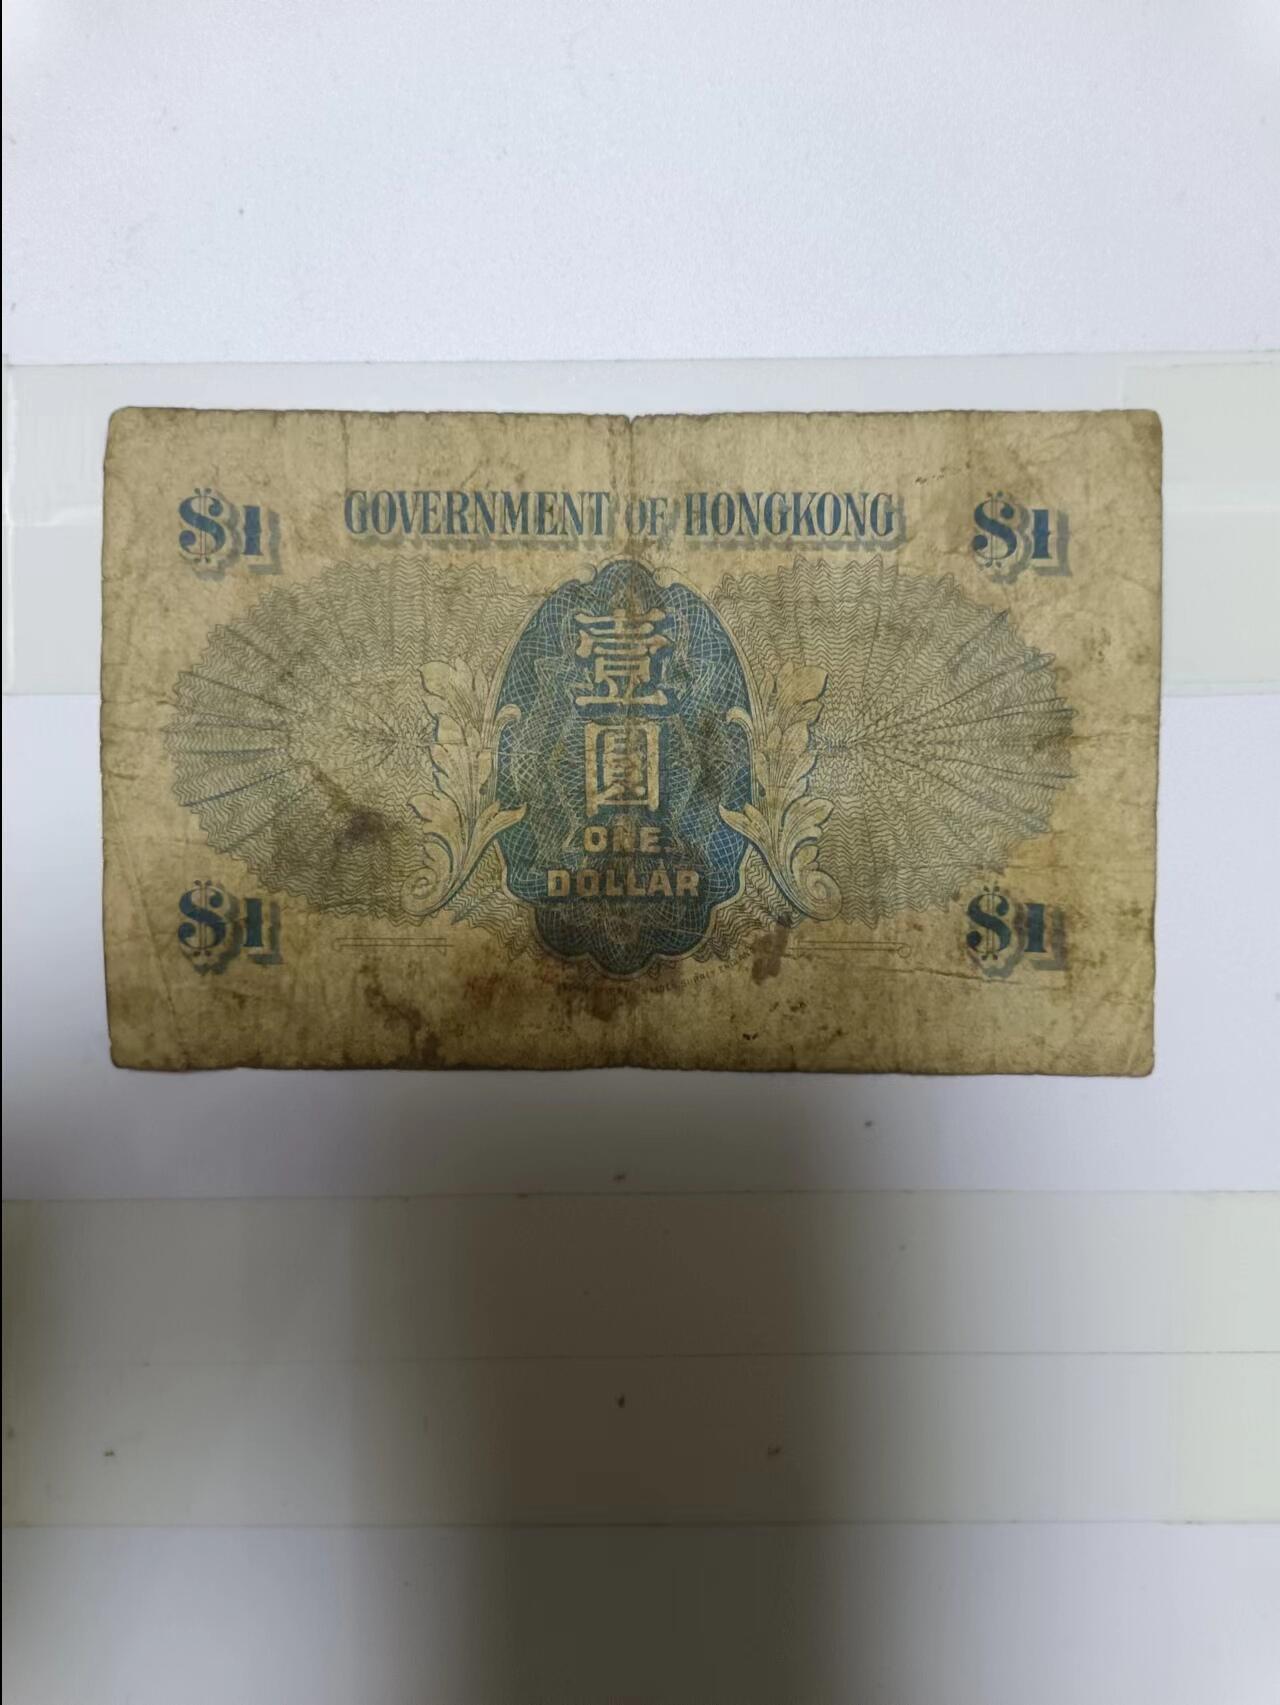 $1 GOVERNMENT OF HONGKONG $1
壹
圓
ONE
DOLLAR
$1 $1